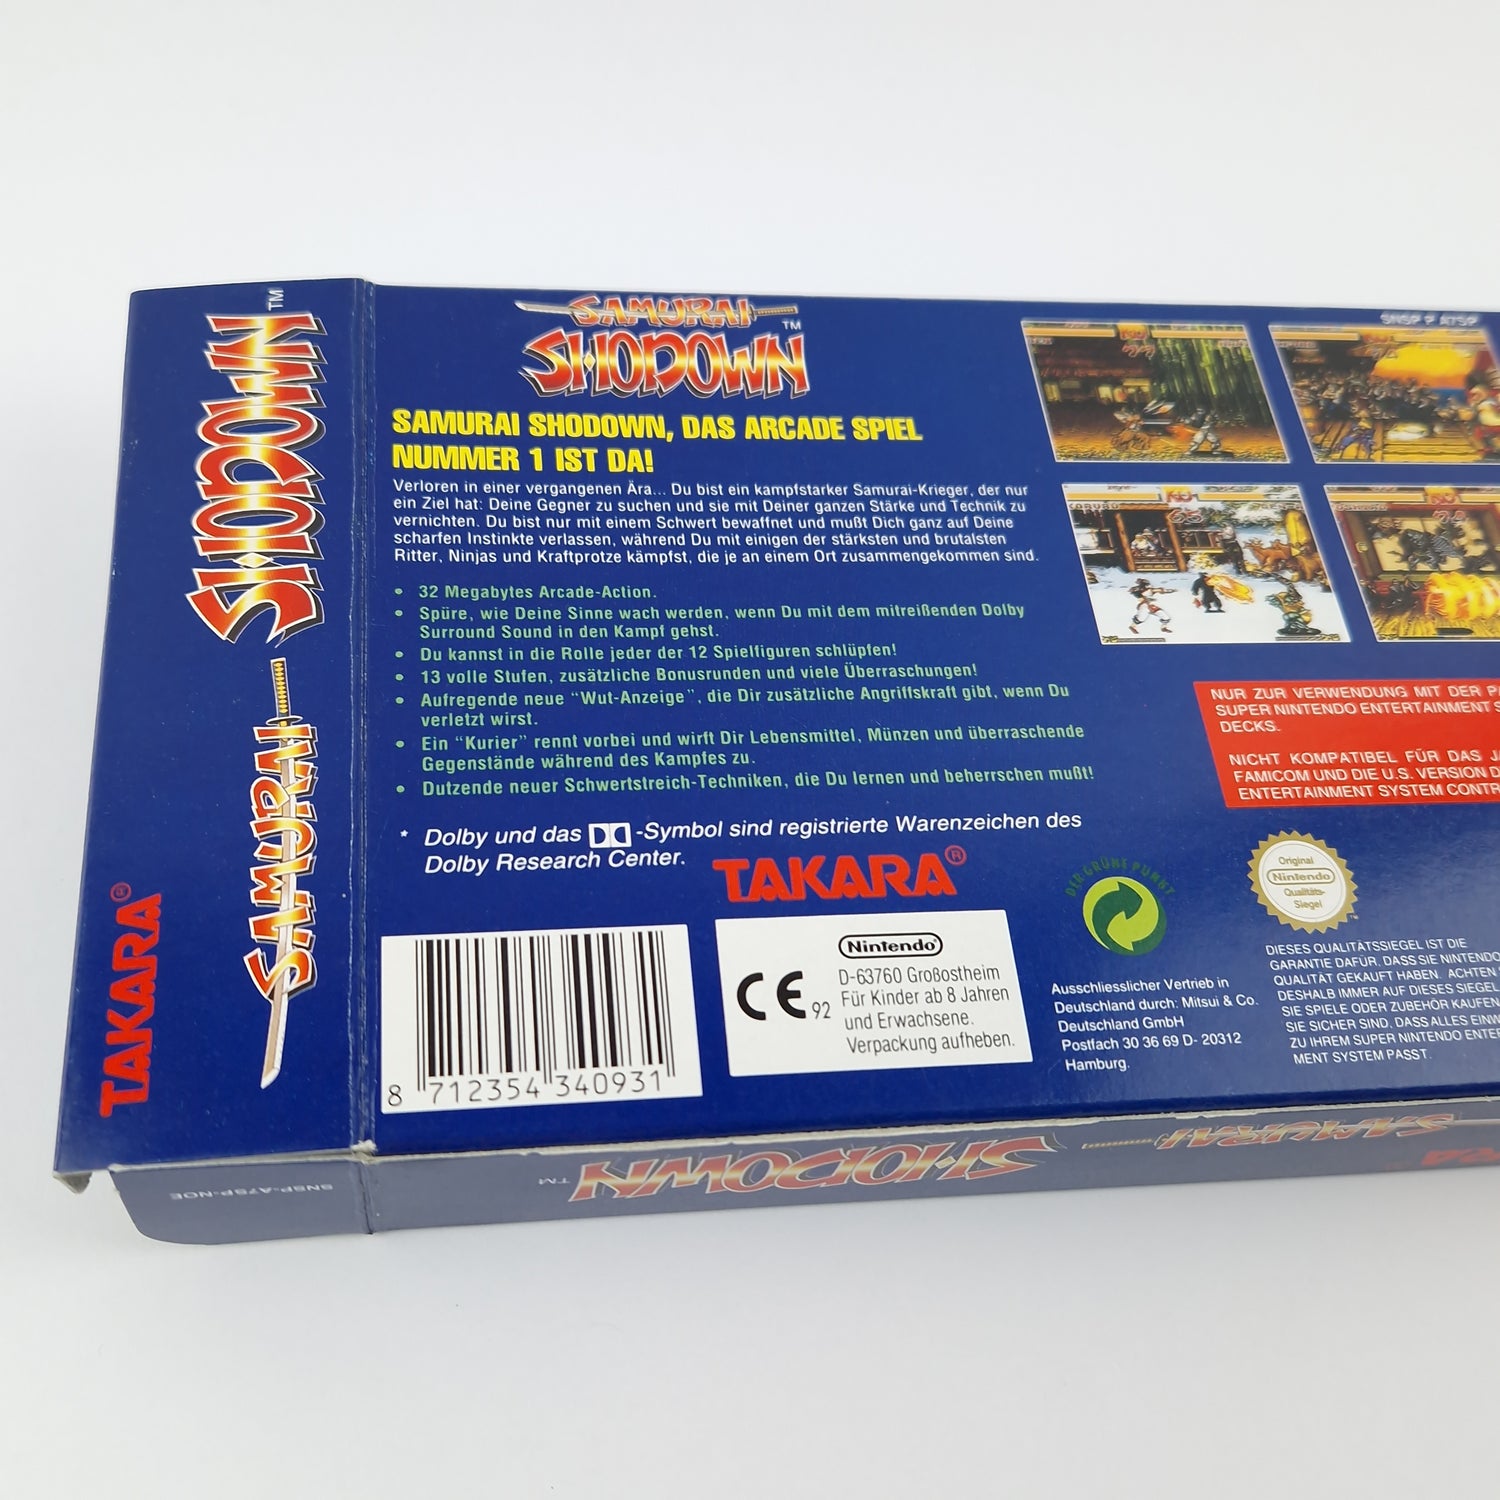 SAMURAI
SHODOWN™
SAMURAI SHODOWN, DAS ARCADE SPIEL
NUMMER 1 IST DA!
Verloren in einer vergangenen Ära... Du bist ein kampfstarker Samurai-Krieger, der nur
ein Ziel hat: Deine Gegner zu suchen und sie mit Deiner ganzen Stärke und Technik zu
vernichten. Du bist nur mit einem Schwert bewaffnet und mußt Dich ganz auf Deine
scharfen Instinkte verlassen, während Du mit einigen der stärksten und brutalsten
Ritter, Ninjas und Kraftprotze kämpfst, die je an einem Ort zusammengekommen sind.
• 32 Megabytes Arcade-Action.
• Spüre, wie Deine Sinne wach werden, wenn Du mit dem mitreißenden Dolby
Surround Sound in den Kampf gehst.
• Du kannst in die Rolle jeder der 12 Spielfiguren schlüpfen!
• 13 volle Stufen, zusätzliche Bonusrunden und viele Überraschungen!
• Aufregende neue "Wut-Anzeige", die Dir zusätzliche Angriffskraft gibt, wenn Du
verletzt wirst.
• Ein "Kurier" rennt vorbei und wirft Dir Lebensmittel, Münzen und überraschende
Gegenstände während des Kampfes zu.
• Dutzende neuer Schwertstreich-Techniken, die Du lernen und beherrschen mußt!
* Dolby und das -Symbol sind registrierte Warenzeichen des
Dolby Research Center.
TAKARA®
8 712354 340931
CE 92
Nintendo®
D-63760 Großostheim
Für Kinder ab 8 Jahren
und Erwachsene.
Verpackung aufheben.
DER GRÜNE PUNKT
Ausschliesslicher Vertrieb in
Deutschland durch: Mitsui & Co.
Deutschland GmbH
Postfach 30 36 69 D- 20312
Hamburg.
SNSP P A7SP
NUR ZUR VERWENDUNG MIT DER
SUPER NINTENDO ENTERTAINMENT
DECKS.
NICHT KOMPATIBEL FÜR DAS
FAMICOM UND DIE U.S. VERSION
ENTERTAINMENT SYSTEM
Original
Nintendo
Qualitäts-
Siegel
DIESES QUALITÄTSSIEGEL IST DIE
GARANTIE DAFÜR, DASS SIE NINTENDO
QUALITÄT GEKAUFT HABEN. ACHTEN
DESHALB IMMER AUF DIESES SIEGEL,
SIE SPIELE ODER ZUBEHÖR KAUFEN
SIE SICHER SIND, DASS ALLES
ZU IHREM SUPER NINTENDO
MENT SYSTEM PASST.
SAMURAI SHODOWN™
TAKARA®
SNSP-A7SP-NOE
SAMURAI SHODOWN™